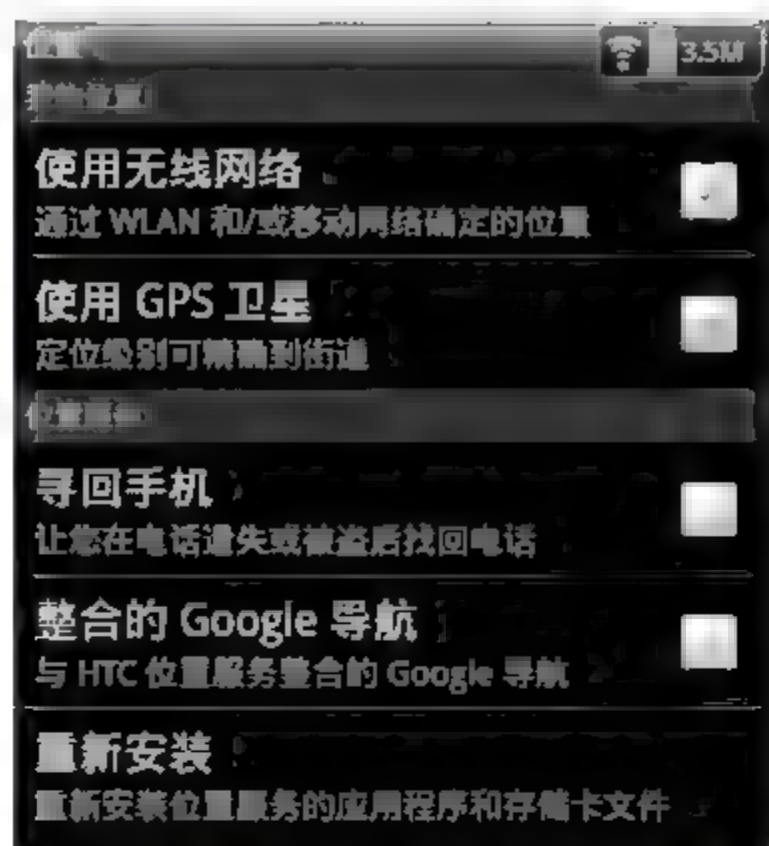 3.5M
使用无线网络
通过 WLAN 和/或移动网络确定的位置
使用 GPS 卫星
定位级别可精确到街道
寻回手机
让您在电话遗失或被盗后找回电话
整合的 Google 导航
与 HTC 位置服务整合的 Google 导航
重新安装
重新安装位置服务的应用程序和存储卡文件